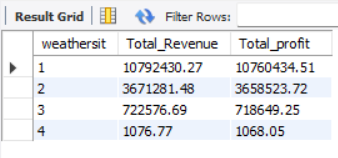 Result Grid Filter Rows:
weathersit Total_Revenue Total_profit
1 10792430.27 10760434.51
2 3671281.48 3658523.72
3 722576.69 718649.25
4 1076.77 1068.05